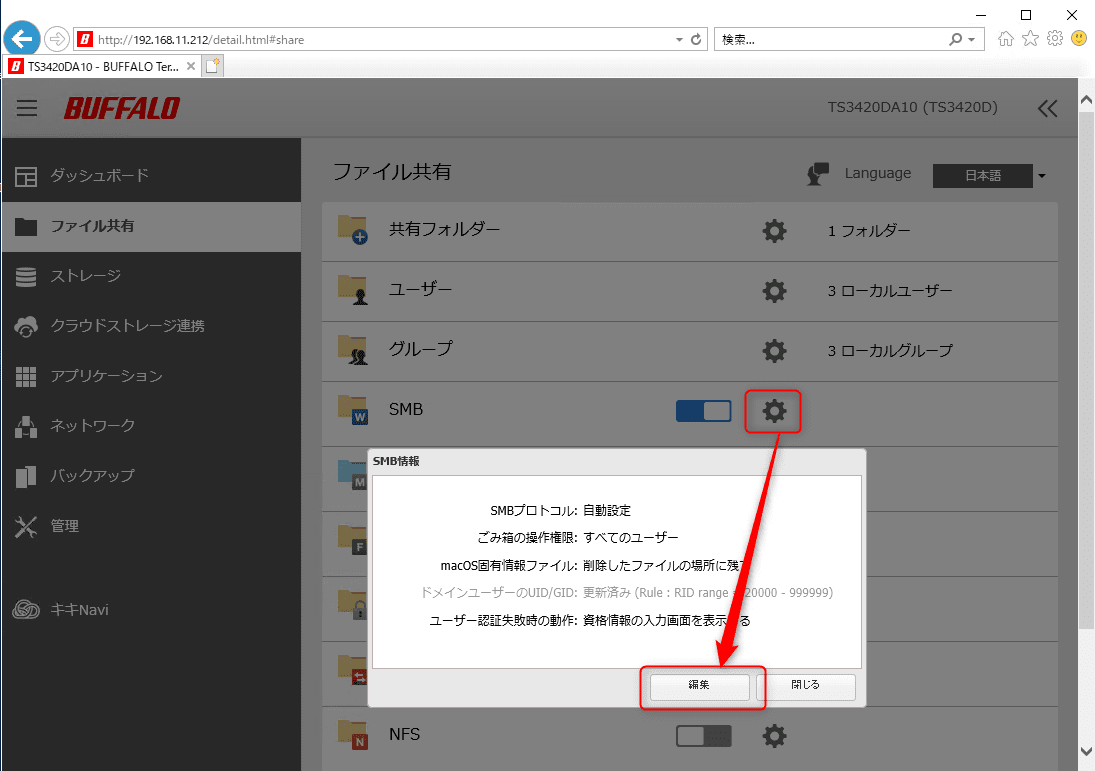 http://192.168.11.212/detail.html#share
検索...
TS3420DA10 - BUFFALO Ter...
BUFFALO
TS3420DA10 (TS3420D)
ダッシュボード
ファイル共有
ストレージ
クラウドストレージ連携
アプリケーション
ネットワーク
バックアップ
管理
キキNavi
ファイル共有
Language
日本語
共有フォルダー
1 フォルダー
ユーザー
3 ローカルユーザー
グループ
3 ローカルグループ
W
SMB
M
F
SMB情報
SMBプロトコル: 自動設定
ごみ箱の操作権限: すべてのユーザー
macOS固有情報ファイル: 削除したファイルの場所に残
ドメインユーザーのUID/GID: 更新済み (Rule : RID range 20000 - 999999)
ユーザー認証失敗時の動作: 資格情報の入力画面を表示する
編集
閉じる
N
NFS